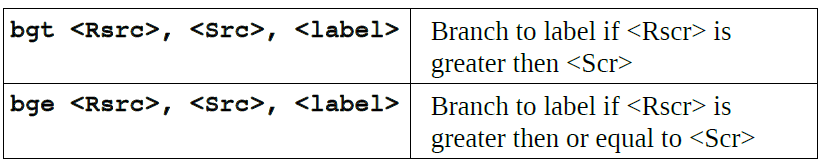 bgt <Rsrc>, <Src>, <label>
Branch to label if <Rscr> is
greater then <Scr>
bge <Rsrc>, <Src>, <label>
Branch to label if <Rscr> is
greater then or equal to <Scr>